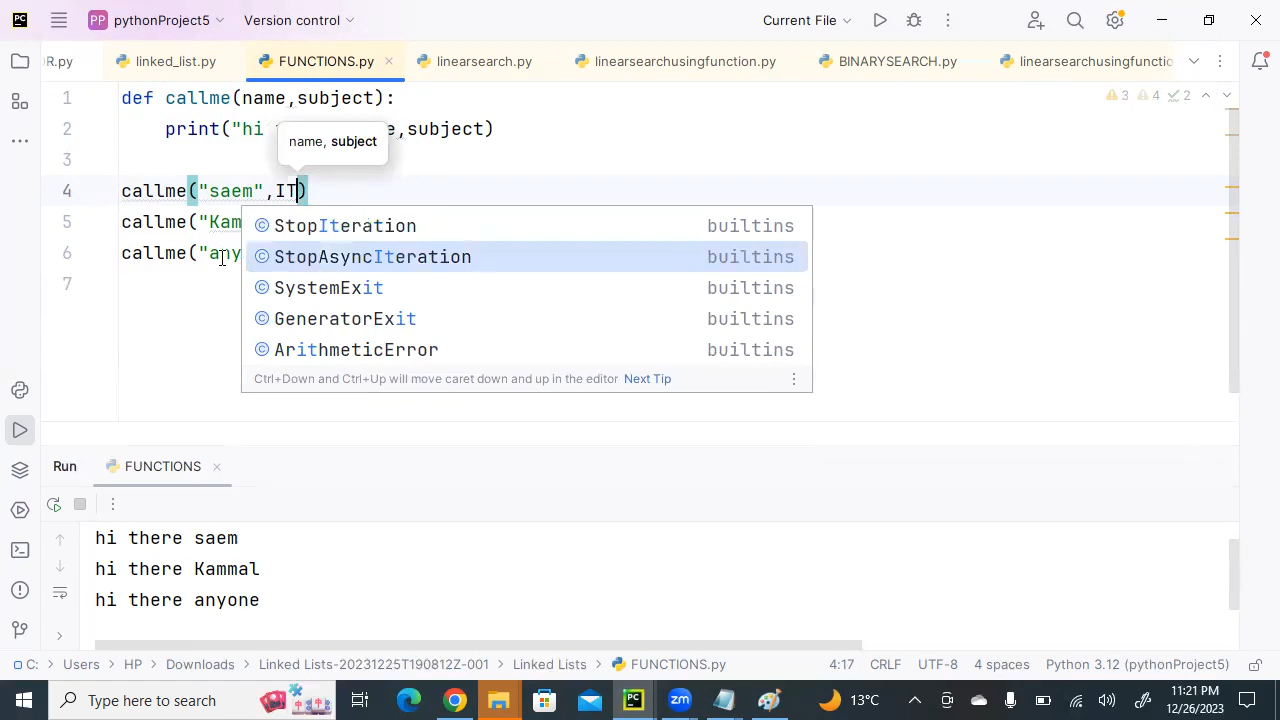 PP pythonProject5 Version control Current File
R.py linked_list.py FUNCTIONS.py linearsearch.py linearsearchusingfunction.py BINARYSEARCH.py linearsearchusingfunctio
1 def callme(name,subject): 3 4 2
2 print("hi e,subject)
name, subject
3
4 callme("saem",IT)
5 callme("Kam
6 callme("any
7
StopIteration builtins
StopAsyncIteration builtins
SystemExit builtins
GeneratorExit builtins
ArithmeticError builtins
Ctrl+Down and Ctrl+Up will move caret down and up in the editor Next Tip
Run FUNCTIONS
hi there saem
hi there Kammal
hi there anyone
C: Users HP Downloads Linked Lists-20231225T190812Z-001 Linked Lists FUNCTIONS.py 4:17 CRLF UTF-8 4 spaces Python 3.12 (pythonProject5)
Type here to search PC zm 13°C 11:21 PM
12/26/2023